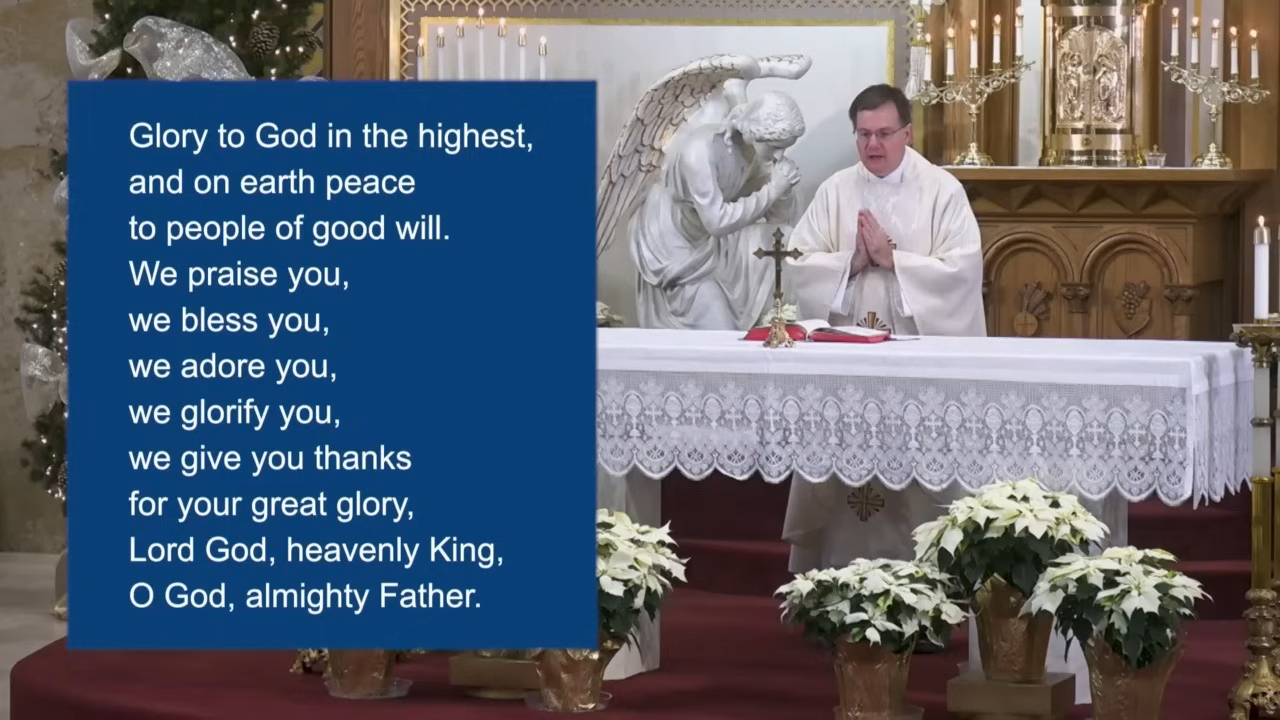 Glory to God in the highest,
and on earth peace
to people of good will.
We praise you,
we bless you,
we adore you,
we glorify you,
we give you thanks
for your great glory,
Lord God, heavenly King,
O God, almighty Father.